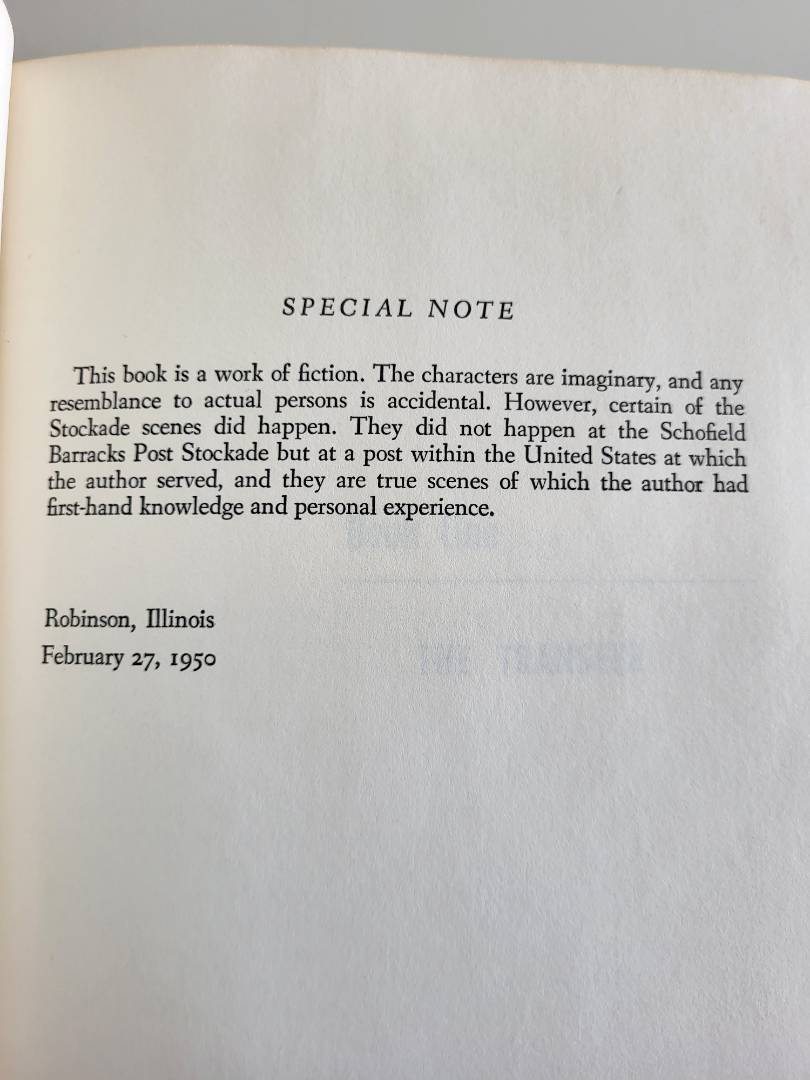 SPECIAL NOTE
This book is a work of fiction. The characters are imaginary, and any
resemblance to actual persons is accidental. However, certain of the
Stockade scenes did happen. They did not happen at the Schofield
Barracks Post Stockade but at a post within the United States at which
the author served, and they are true scenes of which the author had
first-hand knowledge and personal experience.
Robinson, Illinois
February 27, 1950